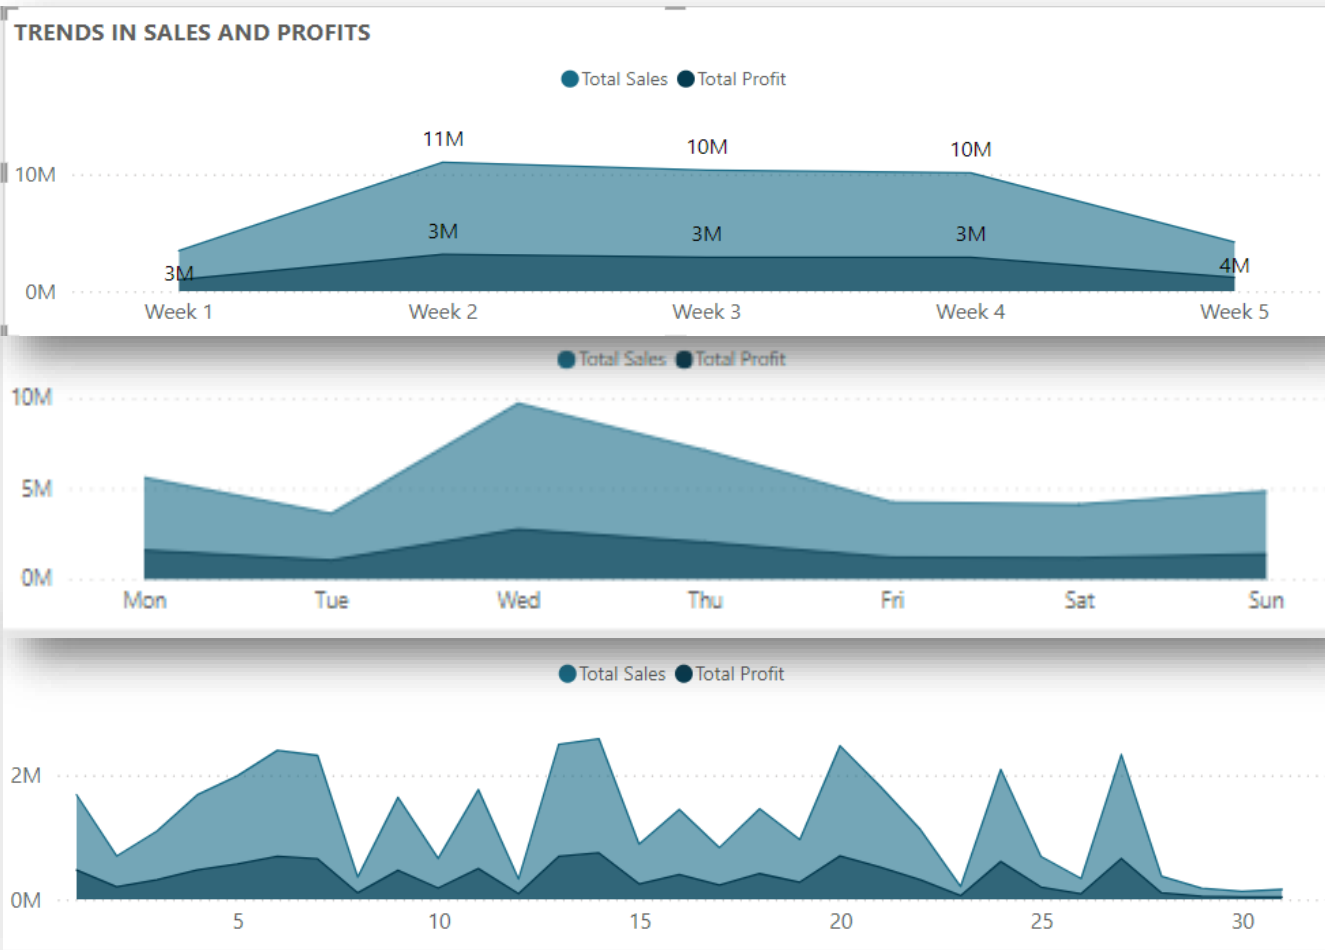 TRENDS IN SALES AND PROFITS
Total Sales Total Profit
11M
10M
10M
10M
3M
3M
3M
3M
4M
0M
Week 1 Week 2 Week 3 Week 4 Week 5
Total Sales Total Profit
10M
5M
0M
Mon Tue Wed Thu Fri Sat Sun
Total Sales Total Profit
2M
0M
5 10 15 20 25 30